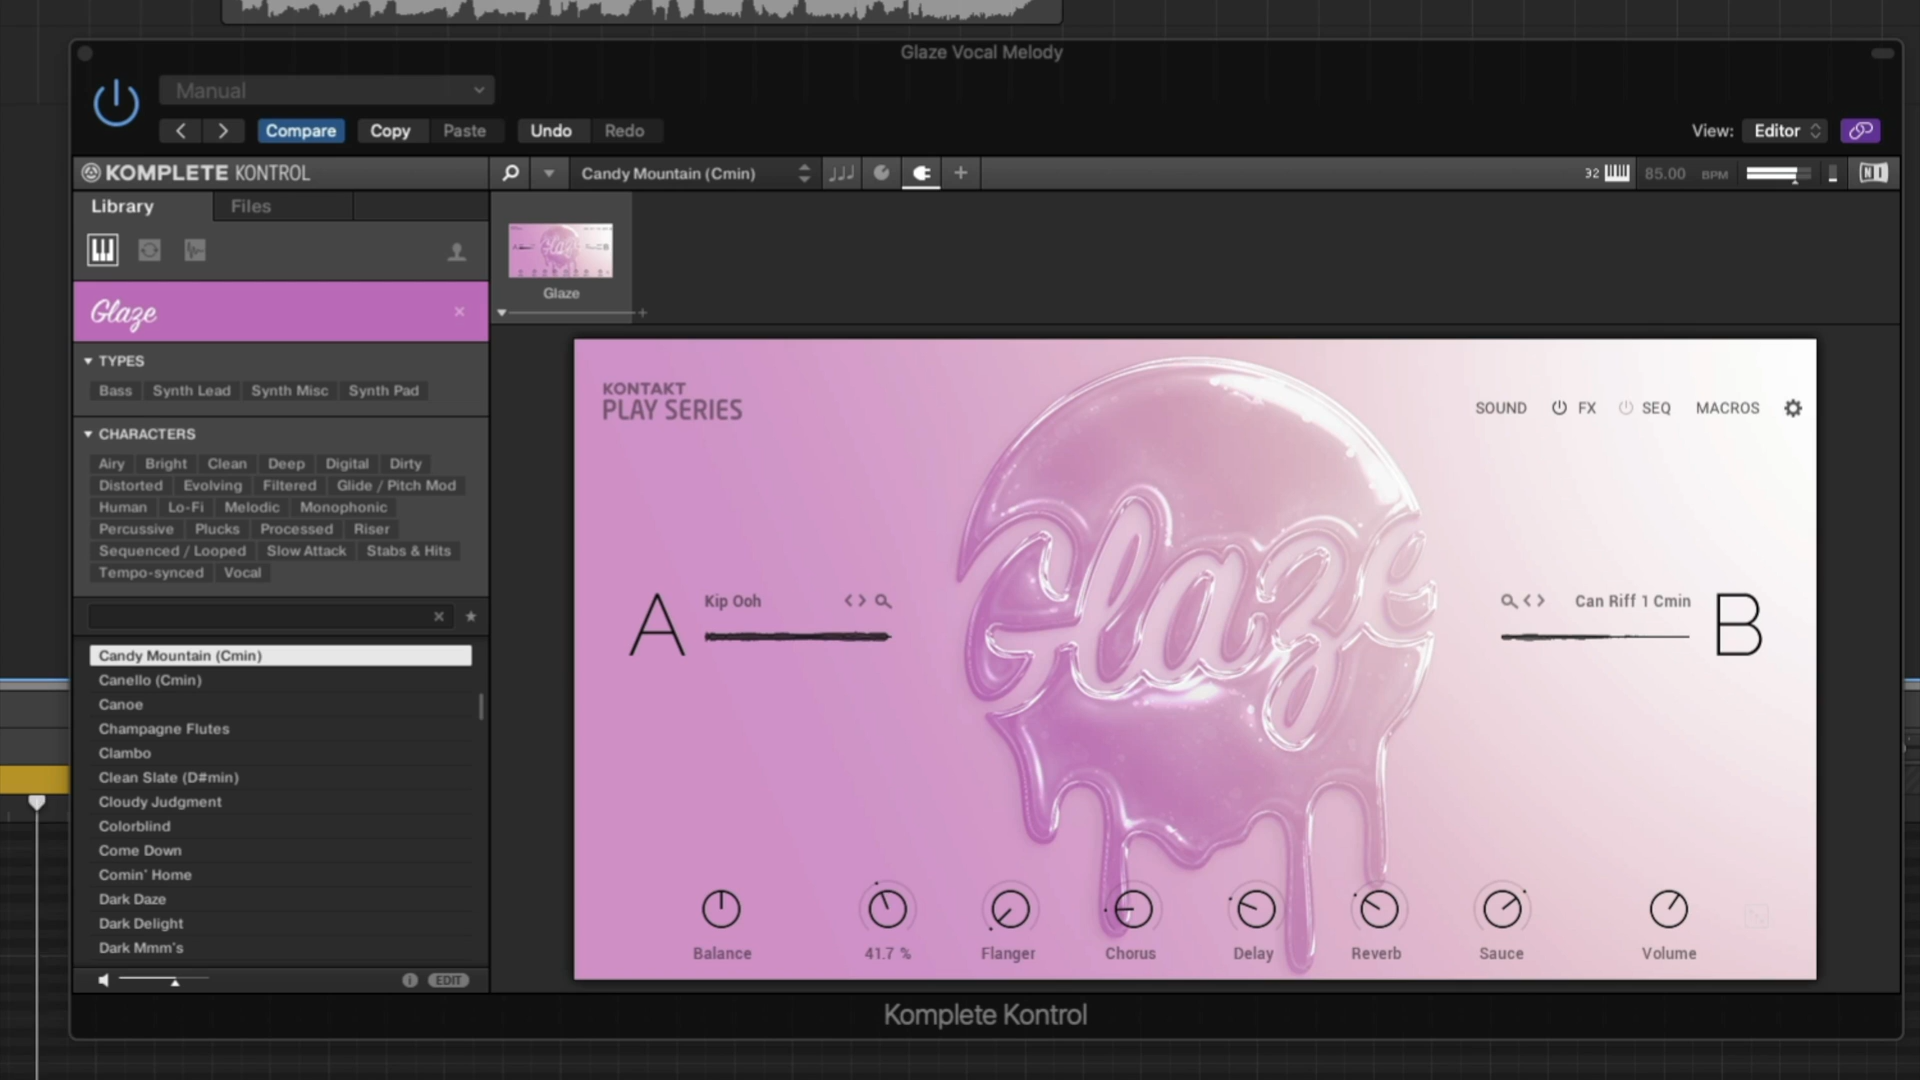 Glaze Vocal Melody
Manual
Compare Copy Paste Undo Redo
View: Editor
KOMPLETE KONTROL
Candy Mountain (Cmin)
32
85.00 BPM
Library Files
Glaze
Glaze
Glaze
TYPES
Bass Synth Lead Synth Misc Synth Pad
CHARACTERS
Airy Bright Clean Deep Digital Dirty
Distorted Evolving Filtered Glide / Pitch Mod
Human Lo-Fi Melodic Monophonic
Percussive Plucks Processed Riser
Sequenced / Looped Slow Attack Stabs & Hits
Tempo-synced Vocal
Candy Mountain (Cmin)
Canello (Cmin)
Canoe
Champagne Flutes
Clambo
Clean Slate (D#min)
Cloudy Judgment
Colorblind
Come Down
Comin' Home
Dark Daze
Dark Delight
Dark Mmm's
EDIT
KONTAKT
PLAY SERIES
SOUND FX SEQ MACROS
Glaze
A Kip Ooh
Can Riff 1 Cmin B
Balance 41.7 % Flanger Chorus Delay Reverb Sauce Volume
Komplete Kontrol